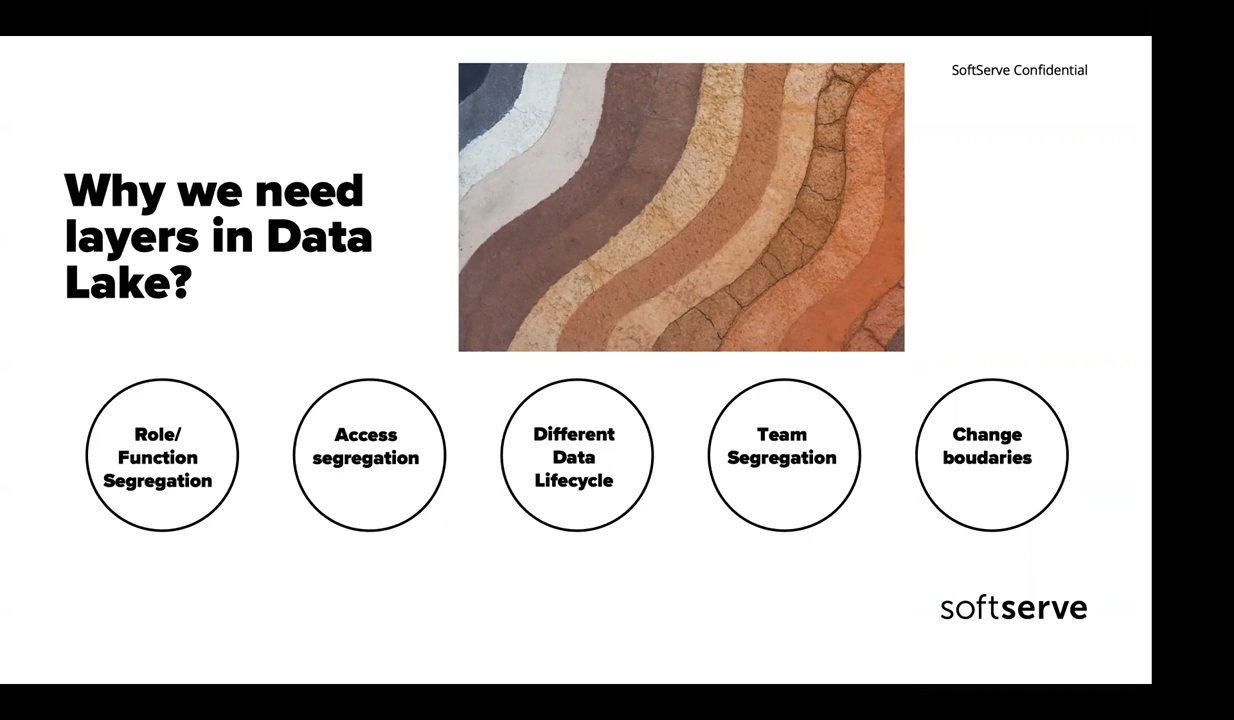 SoftServe Confidential
Why we need
layers in Data
Lake?
Role/
Function
Segregation
Access
segregation
Different
Data
Lifecycle
Team
Segregation
Change
boudaries
softserve